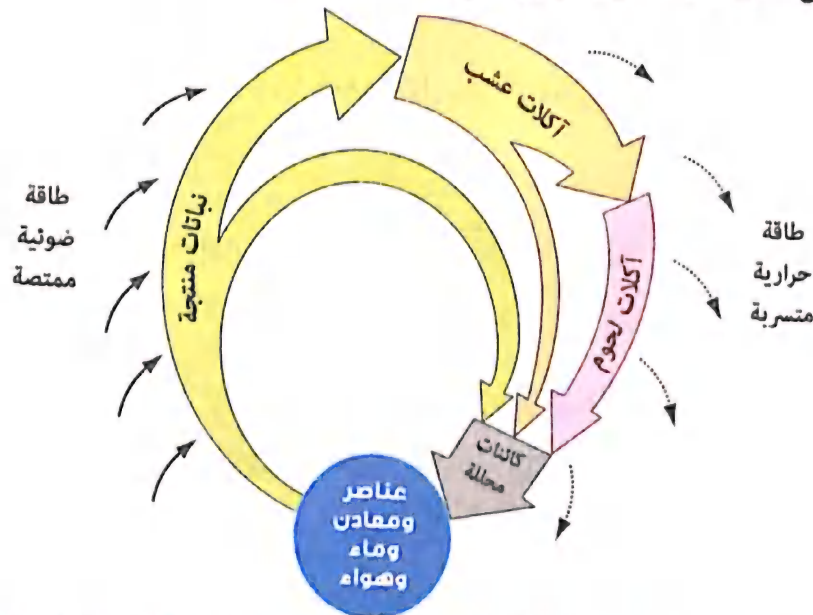 آكلات عشب
طاقة
حرارية
متسربة
آكلات لحوم
نباتات منتجة
طاقة
ضوئية
ممتصة
كائنات
محللة
عناصر
ومعادن
وماء
وهواء